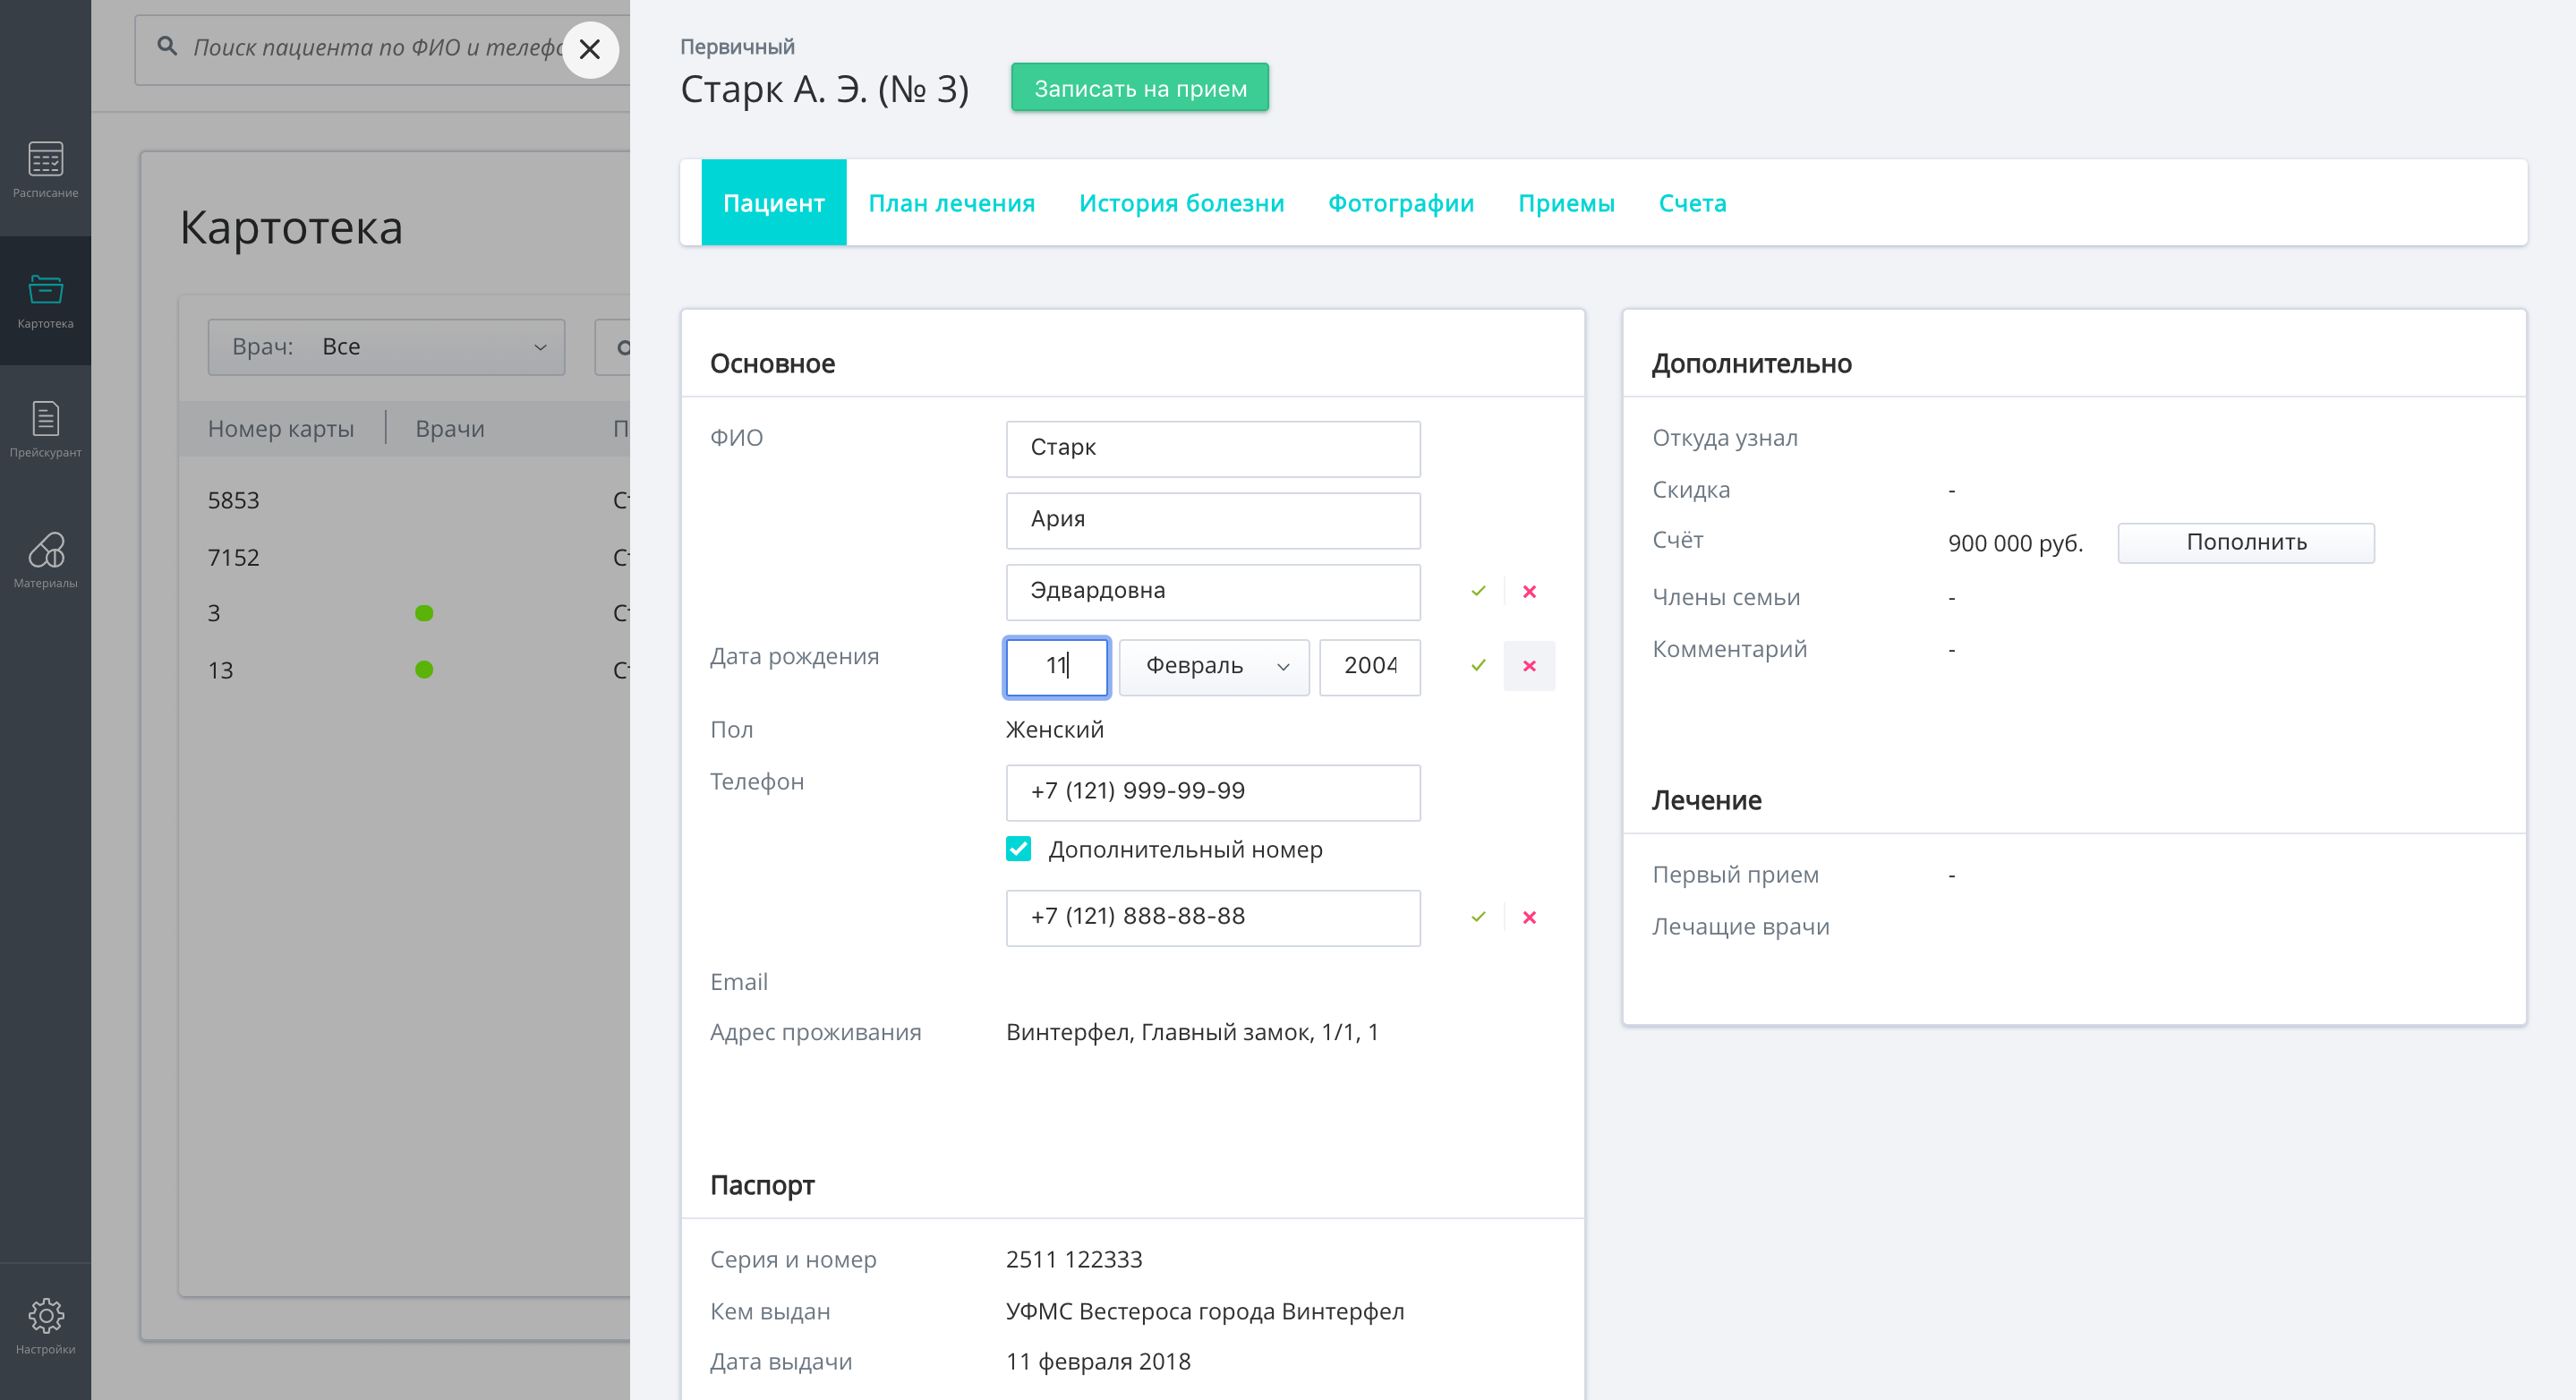 Поиск пациента по ФИО и телефо
Расписание
Картотека
Прейскурант
Материалы
Настройки
Картотека
Врач: Все
Номер карты Врачи П
5853
7152
3
13
Первичный
Старк А. Э. (№ 3)
Записать на прием
Пациент План лечения История болезни Фотографии Приемы Счета
Основное
ФИО Старк
Ария
Эдвардовна
Дата рождения 11 Февраль 2004
Пол Женский
Телефон +7 (121) 999-99-99
Дополнительный номер
+7 (121) 888-88-88
Email
Адрес проживания Винтерфел, Главный замок, 1/1, 1
Паспорт
Серия и номер 2511 122333
Кем выдан УФМС Вестероса города Винтерфел
Дата выдачи 11 февраля 2018
Дополнительно
Откуда узнал
Скидка -
Счёт 900 000 руб. Пополнить
Члены семьи -
Комментарий -
Лечение
Первый прием -
Лечащие врачи